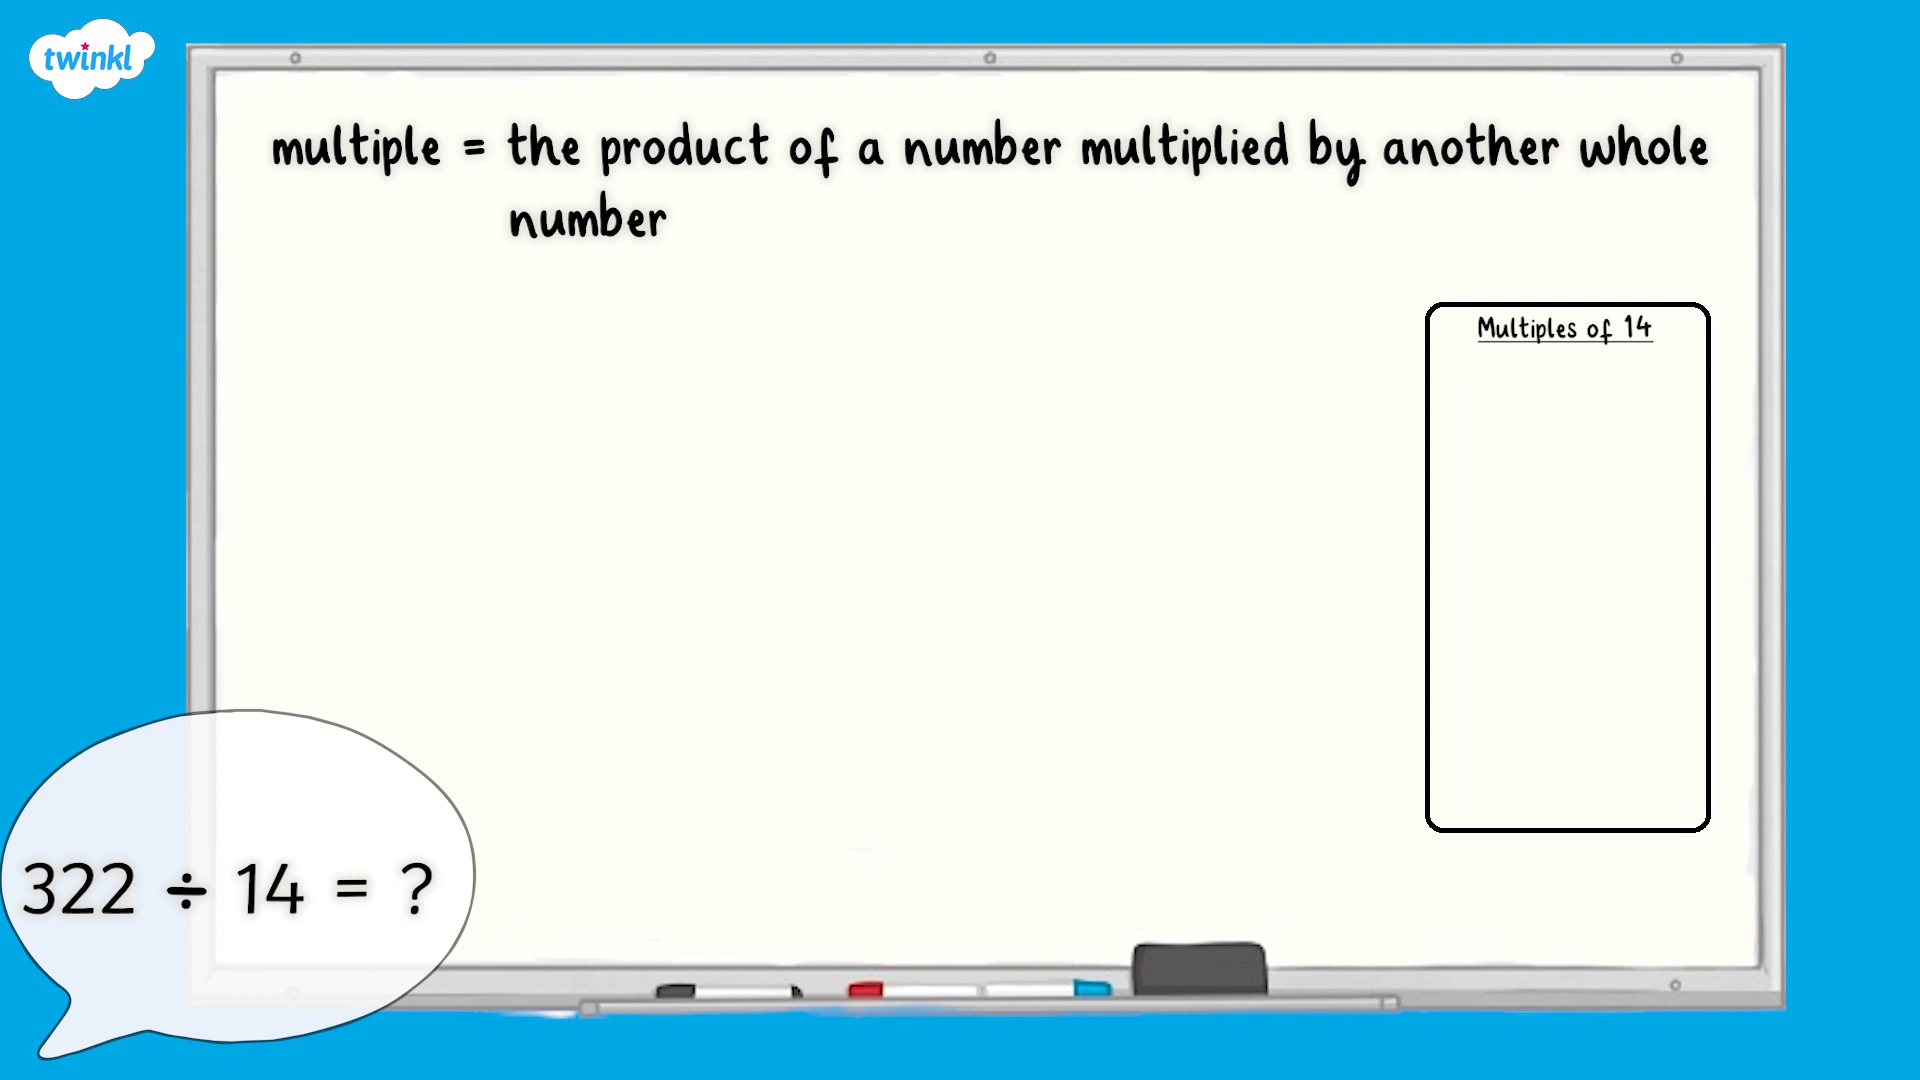 twinkl
multiple = the product of a number multiplied by another whole
number
Multiples of 14
322 ÷ 14 = ?